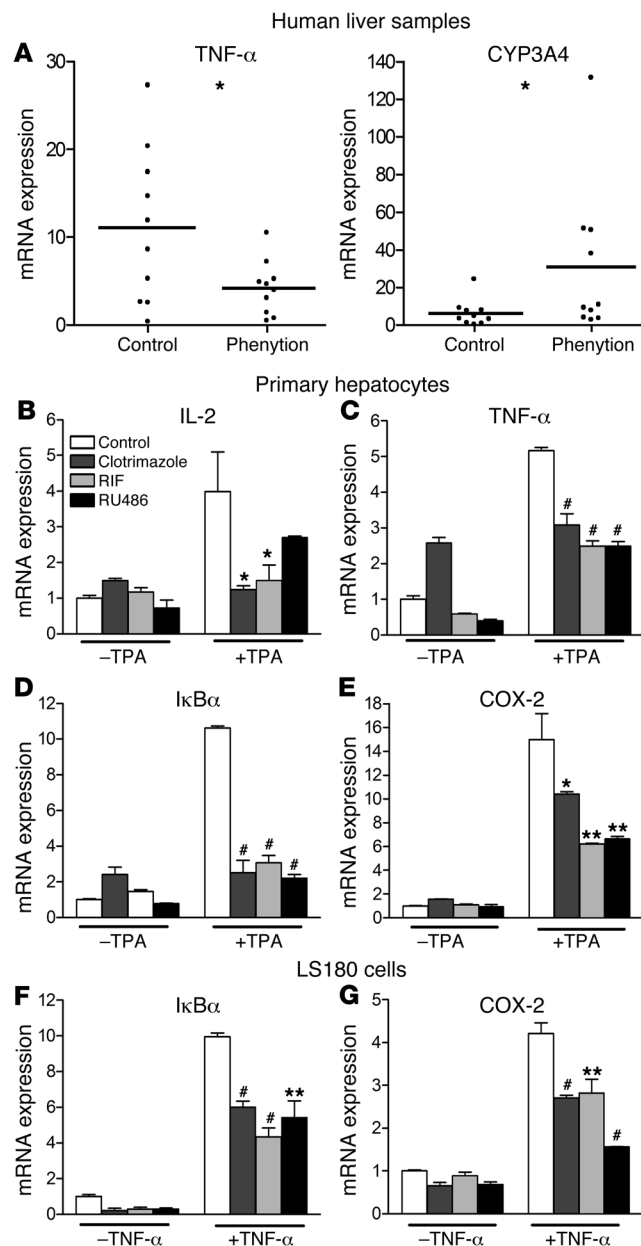 Human liver samples
A
TNF-α
CYP3A4
mRNA expression
30
20
10
0
*
Control
Phenytion
mRNA expression
140
120
100
80
60
40
20
0
*
Control
Phenytion
Primary hepatocytes
B
IL-2
mRNA expression
6
5
4
3
2
1
0
Control
Clotrimazole
RIF
RU486
*
*
–TPA
+TPA
C
TNF-α
mRNA expression
6
5
4
3
2
1
0
#
#
#
–TPA
+TPA
D
IκBα
mRNA expression
12
10
8
6
4
2
0
#
#
#
–TPA
+TPA
E
COX-2
mRNA expression
18
16
14
12
10
8
6
4
2
0
*
**
**
–TPA
+TPA
LS180 cells
F
IκBα
mRNA expression
12
10
8
6
4
2
0
#
#
**
–TNF-α
+TNF-α
G
COX-2
mRNA expression
5
4
3
2
1
0
#
**
#
–TNF-α
+TNF-α